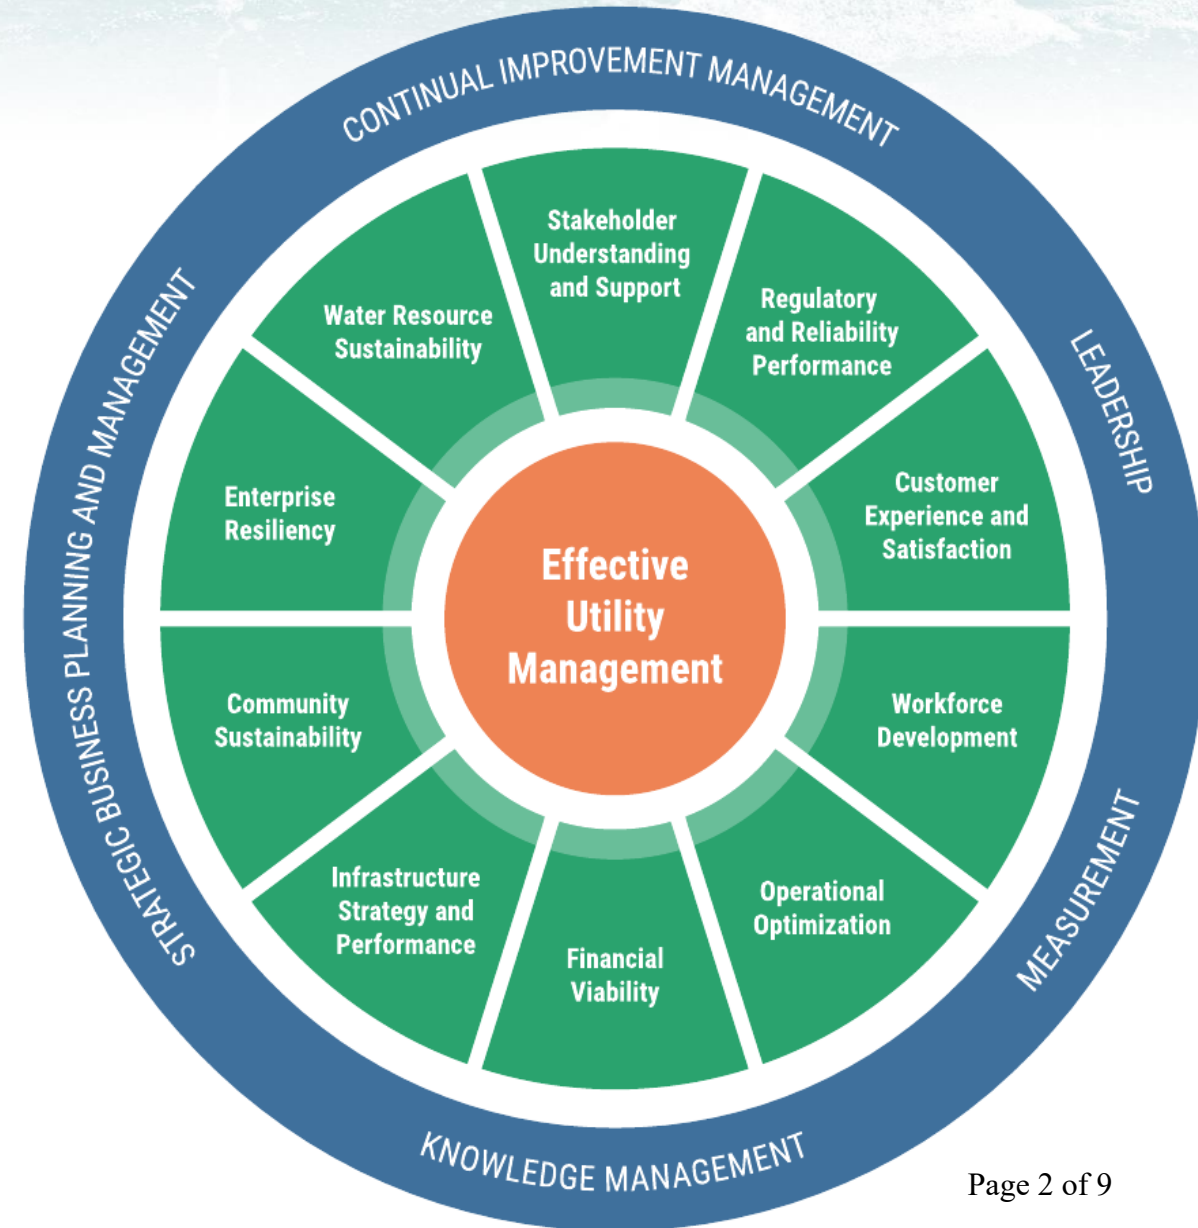 CONTINUAL IMPROVEMENT MANAGEMENT
LEADERSHIP
MEASUREMENT
KNOWLEDGE MANAGEMENT
STRATEGIC BUSINESS PLANNING AND MANAGEMENT
Stakeholder
Understanding
and Support
Regulatory
and Reliability
Performance
Customer
Experience and
Satisfaction
Workforce
Development
Operational
Optimization
Financial
Viability
Infrastructure
Strategy and
Performance
Community
Sustainability
Enterprise
Resiliency
Water Resource
Sustainability
Effective
Utility
Management
Page 2 of 9